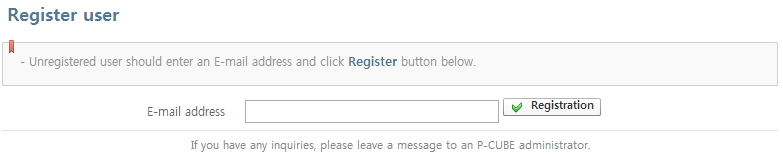 Register user
- Unregistered user should enter an E-mail address and click Register button below.
E-mail address Registration
If you have any inquiries, please leave a message to an P-CUBE administrator.